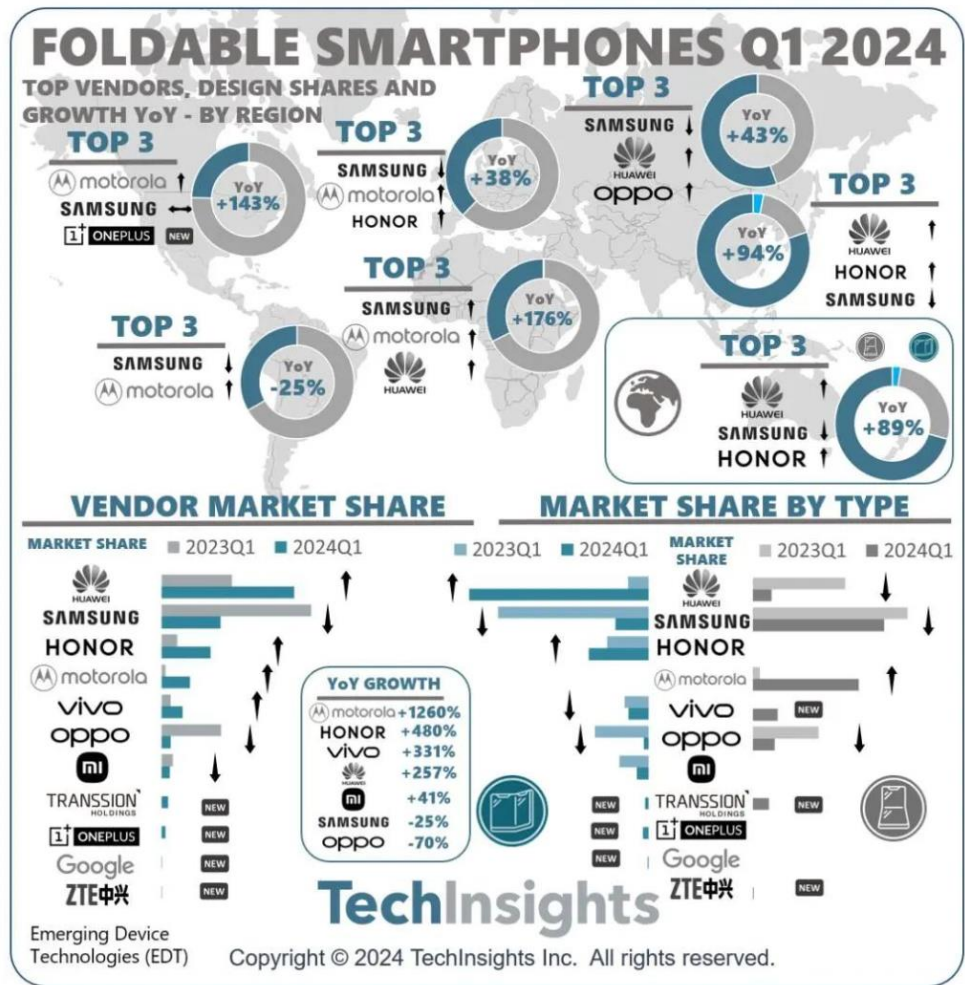 FOLDABLE SMARTPHONES Q1 2024
TOP VENDORS, DESIGN SHARES AND
GROWTH YoY - BY REGION
TOP 3
motorola
SAMSUNG
1+ ONEPLUS NEW
YoY
+143%
TOP 3
SAMSUNG
motorola
HONOR
YoY
+38%
TOP 3
SAMSUNG
HUAWEI
oppo
YoY
+43%
TOP 3
HUAWEI
HONOR
SAMSUNG
YoY
+94%
TOP 3
SAMSUNG
motorola
HUAWEI
YoY
+176%
TOP 3
SAMSUNG
motorola
YoY
-25%
TOP 3
HUAWEI
SAMSUNG
HONOR
YoY
+89%
VENDOR MARKET SHARE
MARKET SHARE 2023Q1 2024Q1
HUAWEI
SAMSUNG
HONOR
motorola
vivo
oppo
mi
TRANSSION HOLDINGS NEW
1+ ONEPLUS NEW
Google NEW
ZTE中兴 NEW
YoY GROWTH
motorola +1260%
HONOR +480%
vivo +331%
+257%
mi +41%
SAMSUNG -25%
oppo -70%
MARKET SHARE BY TYPE
2023Q1 2024Q1 MARKET SHARE 2023Q1 2024Q1
HUAWEI
SAMSUNG
HONOR
motorola
vivo NEW
oppo
mi
NEW TRANSSION HOLDINGS NEW
NEW 1+ ONEPLUS
NEW Google
ZTE中兴 NEW
TechInsights
Emerging Device
Technologies (EDT)
Copyright © 2024 TechInsights Inc. All rights reserved.